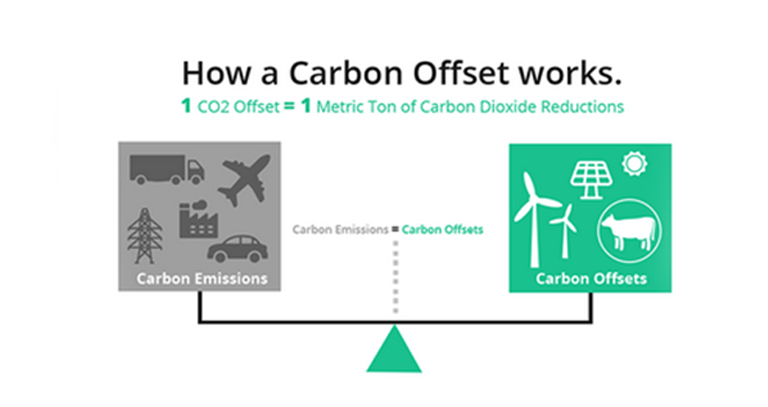 How a Carbon Offset works.
1 CO2 Offset = 1 Metric Ton of Carbon Dioxide Reductions
Carbon Emissions = Carbon Offsets
Carbon Emissions
Carbon Offsets